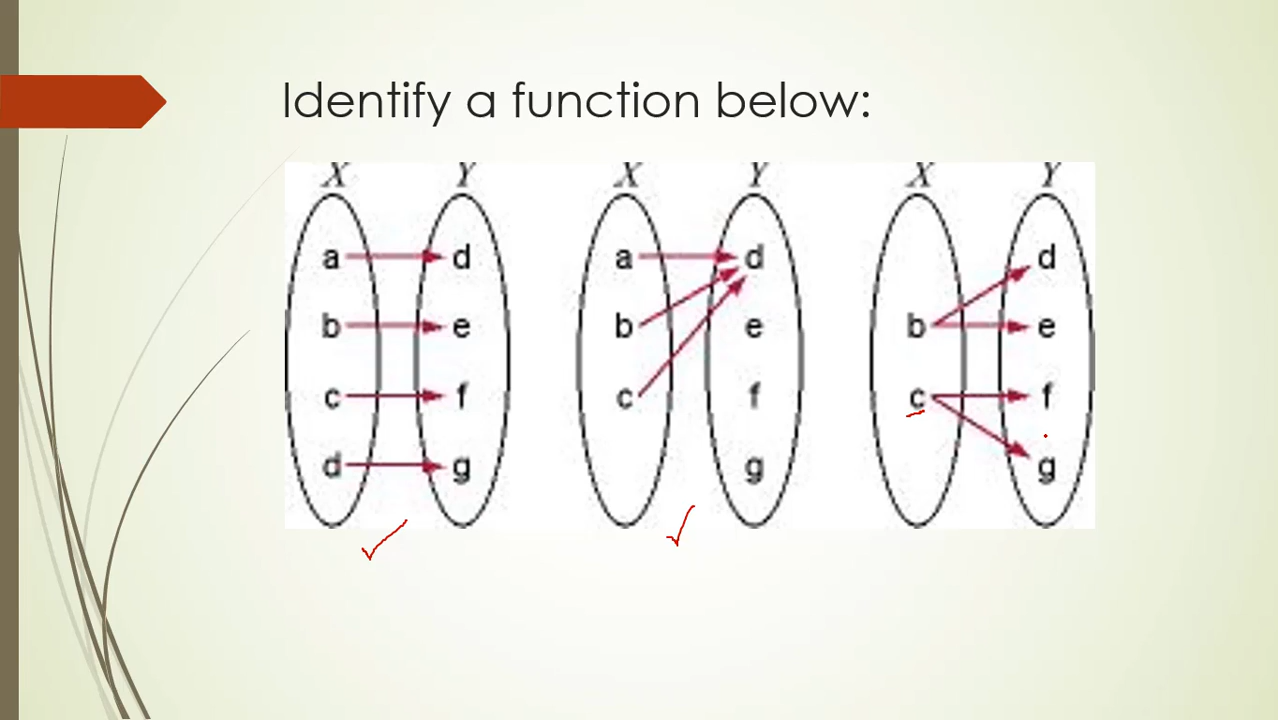 Identify a function below:
X Y X Y X Y
a d a d d
b e b e b e
c f c f c f
d g g g